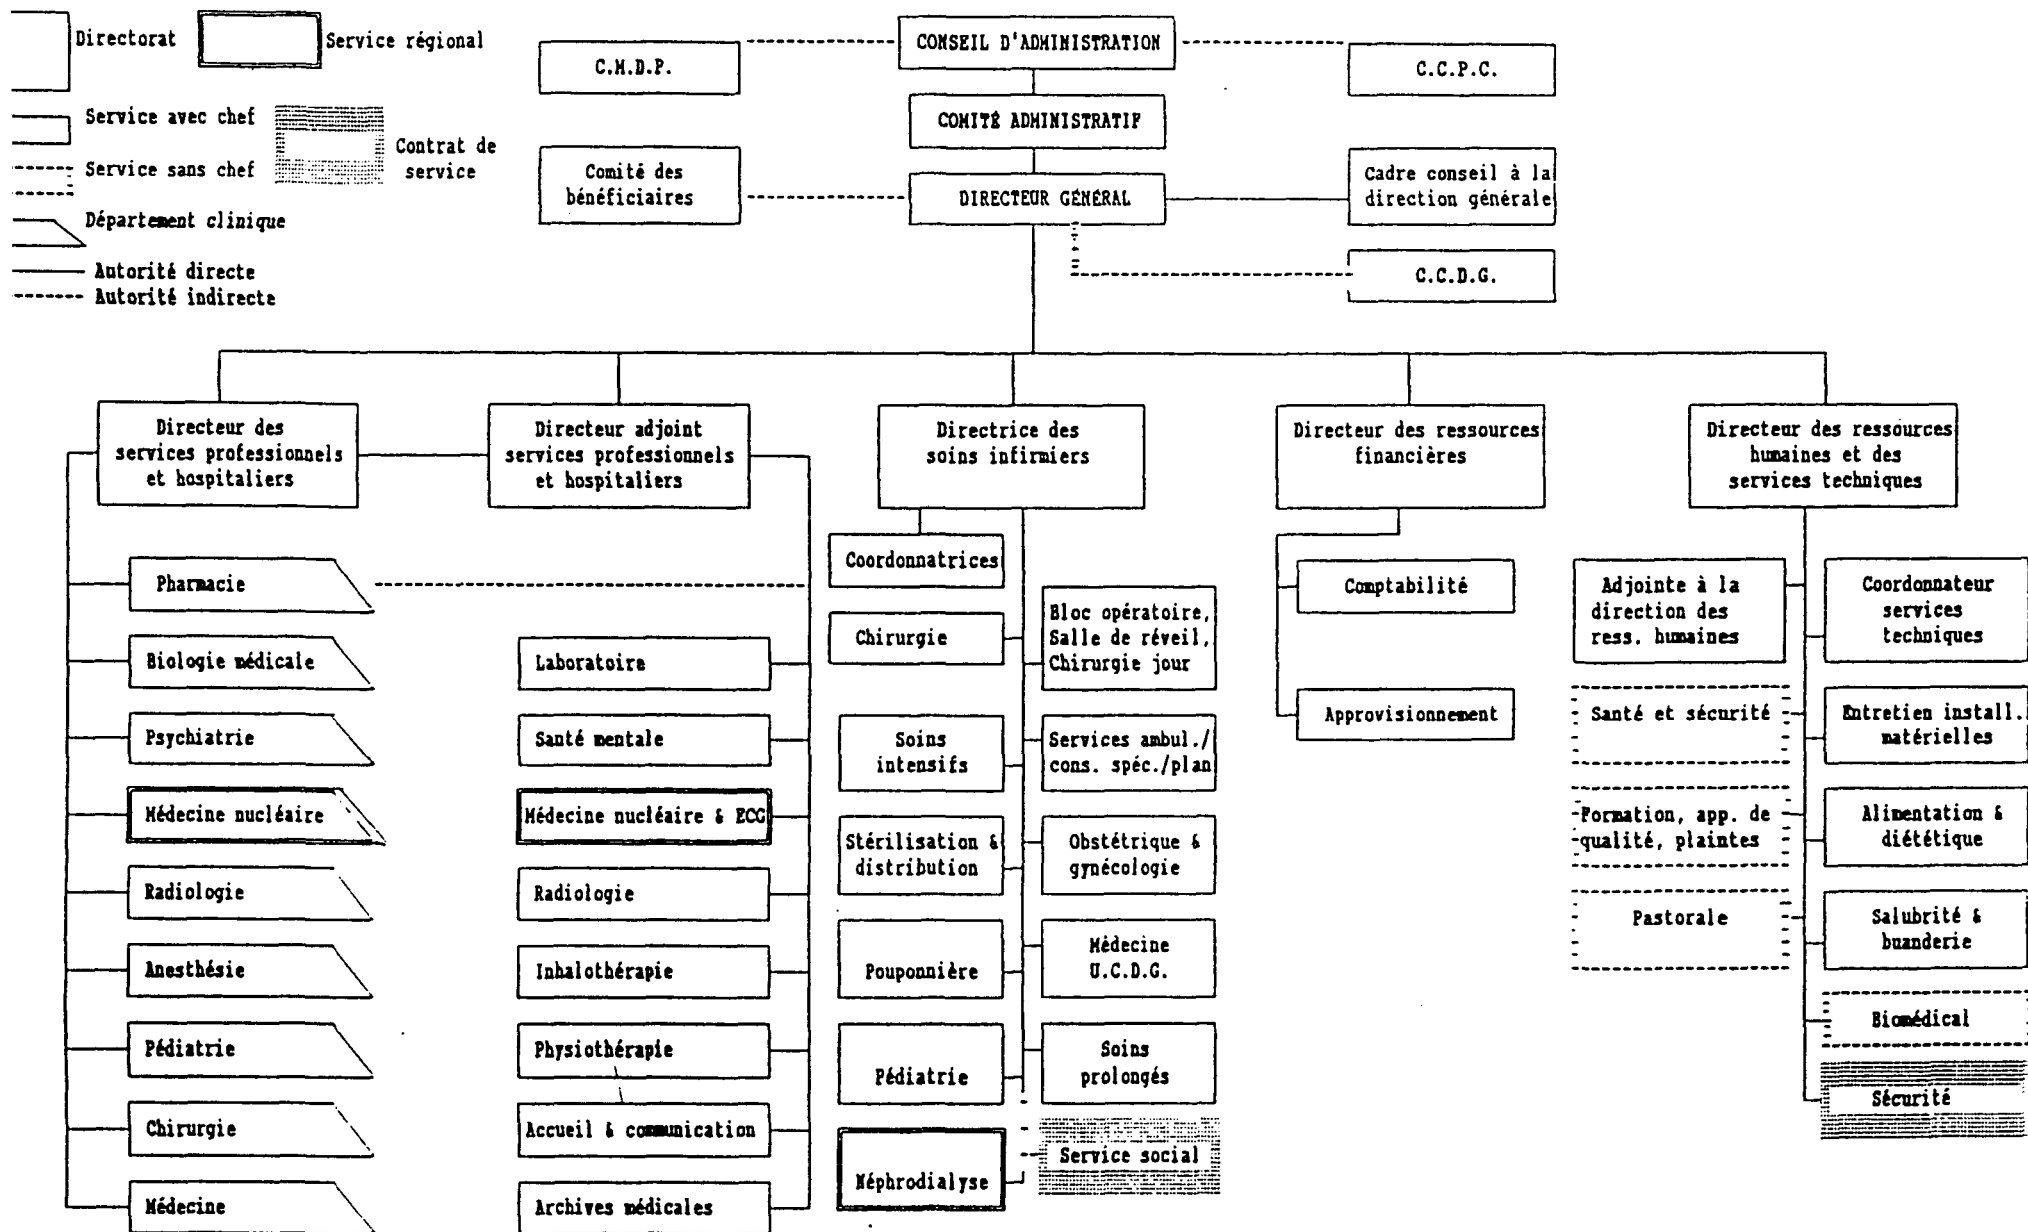 Directorat
Service régional
Service avec chef
Contrat de
service
Service sans chef
Département clinique
Autorité directe
Autorité indirecte
CONSEIL D'ADMINISTRATION
C.M.D.P.
C.C.P.C.
COMITÉ ADMINISTRATIF
Comité des
bénéficiaires
DIRECTEUR GÉNÉRAL
Cadre conseil à la
direction générale
C.C.D.G.
Directeur des
services professionnels
et hospitaliers
Directeur adjoint
services professionnels
et hospitaliers
Directrice des
soins infirmiers
Directeur des ressources
financières
Directeur des ressources
humaines et des
services techniques
Pharmacie
Biologie médicale
Psychiatrie
Médecine nucléaire
Radiologie
Anesthésie
Pédiatrie
Chirurgie
Médecine
Laboratoire
Santé mentale
Médecine nucléaire & ECG
Radiologie
Inhalothérapie
Physiothérapie
Accueil & communication
Archives médicales
Coordonnatrices
Chirurgie
Soins
intensifs
Stérilisation &
distribution
Pouponnière
Pédiatrie
Néphrodialyse
Bloc opératoire,
Salle de réveil,
Chirurgie jour
Services ambul./
cons. spéc./plan
Obstétrique &
gynécologie
Médecine
U.C.D.G.
Soins
prolongés
Service social
Comptabilité
Approvisionnement
Adjointe à la
direction des
ress. humaines
Santé et sécurité
Formation, app. de
qualité, plaintes
Pastorale
Coordonnateur
services
techniques
Entretien install.
matérielles
Alimentation &
diététique
Salubrité &
buanderie
Biomédical
Sécurité